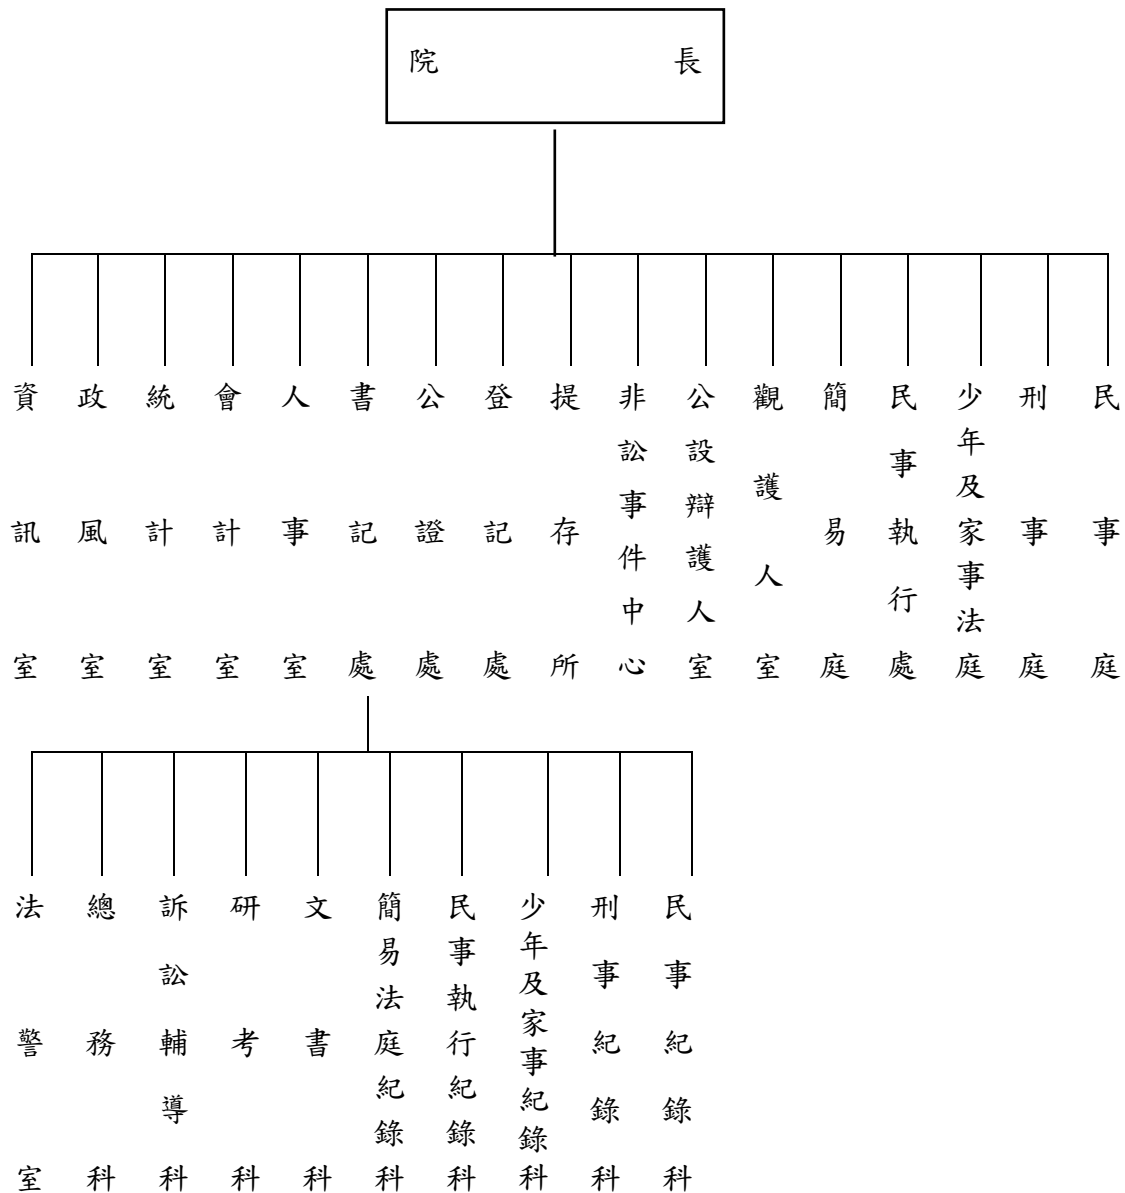 院長
民事庭
刑事庭
少年及家事法庭
民事執行處
簡易庭
觀護人室
公設辯護人室
非訟事件中心
提存所
登記處
公證處
書記處
人事室
會計室
統計室
政風室
資訊室
民事紀錄科
刑事紀錄科
少年及家事紀錄科
民事執行紀錄科
簡易法庭紀錄科
文書科
研考科
訴訟輔導科
總務科
法警室